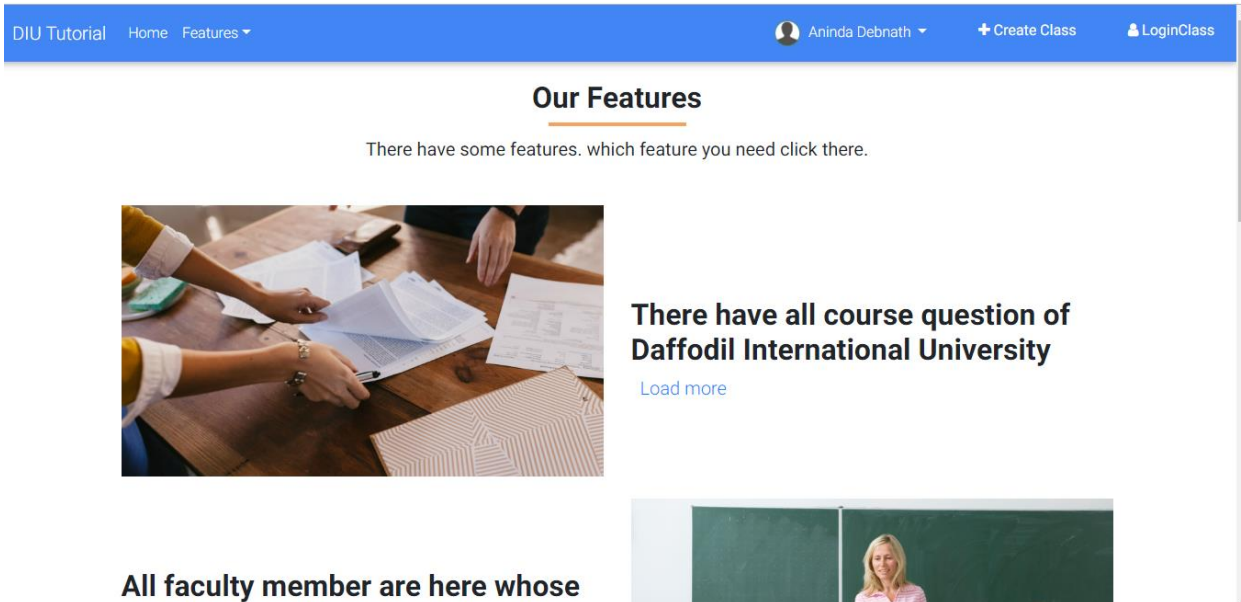 DIU Tutorial Home Features Aninda Debnath Create Class LoginClass
Our Features
There have some features. which feature you need click there.
There have all course question of
Daffodil International University
Load more
All faculty member are here whose